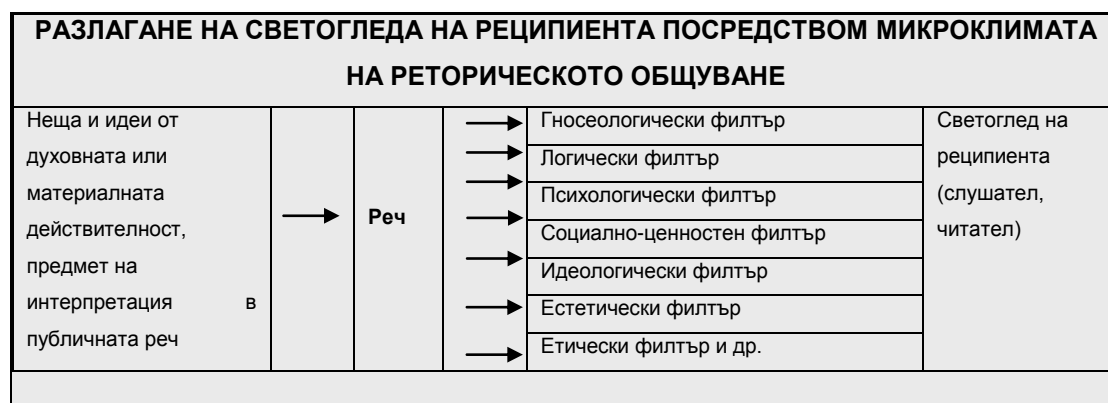 РАЗЛАГАНЕ НА СВЕТОГЛЕДА НА РЕЦИПИЕНТА ПОСРЕДСТВОМ МИКРОКЛИМАТА
НА РЕТОРИЧЕСКОТО ОБЩУВАНЕ
Неща и идеи от
духовната или
материалната
действителност,
предмет на
интерпретация в
публичната реч
Реч
Гносеологически филтър
Логически филтър
Психологически филтър
Социално-ценностен филтър
Идеологически филтър
Естетически филтър
Етически филтър и др.
Светоглед на
реципиента
(слушател,
читател)